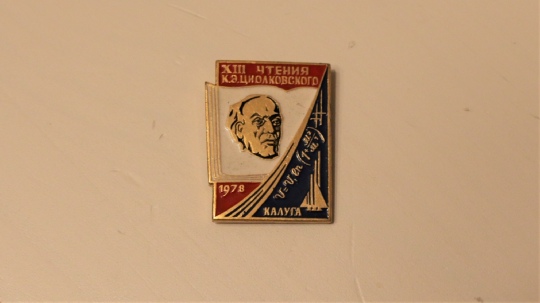 XIII ЧТЕНИЯ
К.Э.ЦИОЛКОВСКОГО
1978
КАЛУГА